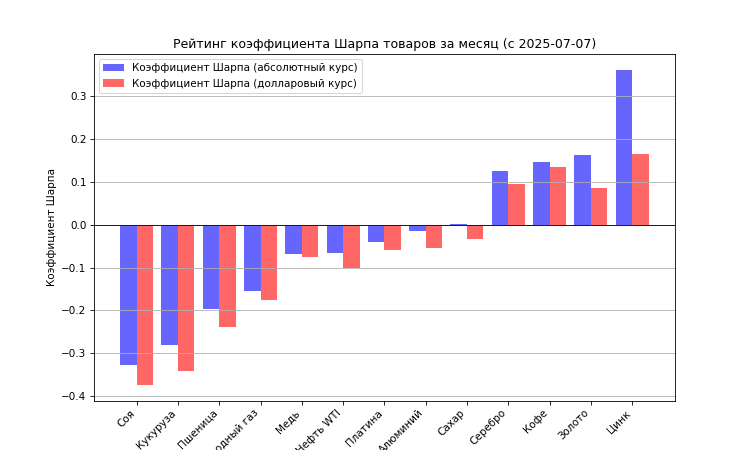 Рейтинг коэффициента Шарпа товаров за месяц (с 2025-07-07)
Коэффициент Шарпа (абсолютный курс)
Коэффициент Шарпа (долларовый курс)
Коэффициент Шарпа
0.3
0.2
0.1
0.0
−0.1
−0.2
−0.3
−0.4
Соя
Кукуруза
Пшеница
одный газ
Медь
Нефть WTI
Платина
Алюминий
Сахар
Серебро
Кофе
Золото
Цинк